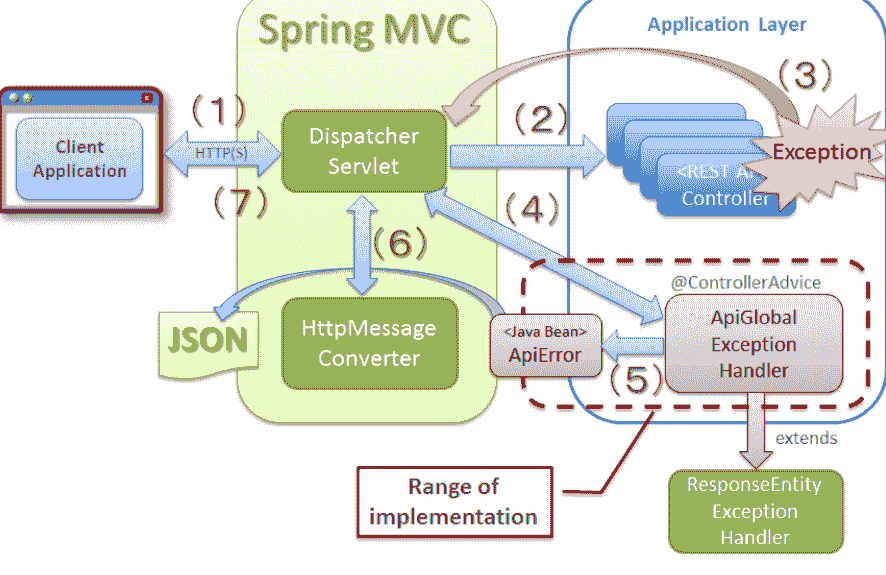 Spring MVC
Application Layer
(1)
(2)
(3)
Client
Application
HTTP(S)
Dispatcher
Servlet
Exception
<REST
Controller
(7)
(4)
(6)
@ControllerAdvice
JSON
HttpMessage
Converter
<Java Bean>
ApiError
ApiGlobal
Exception
Handler
(5)
extends
Range of
implementation
ResponseEntity
Exception
Handler